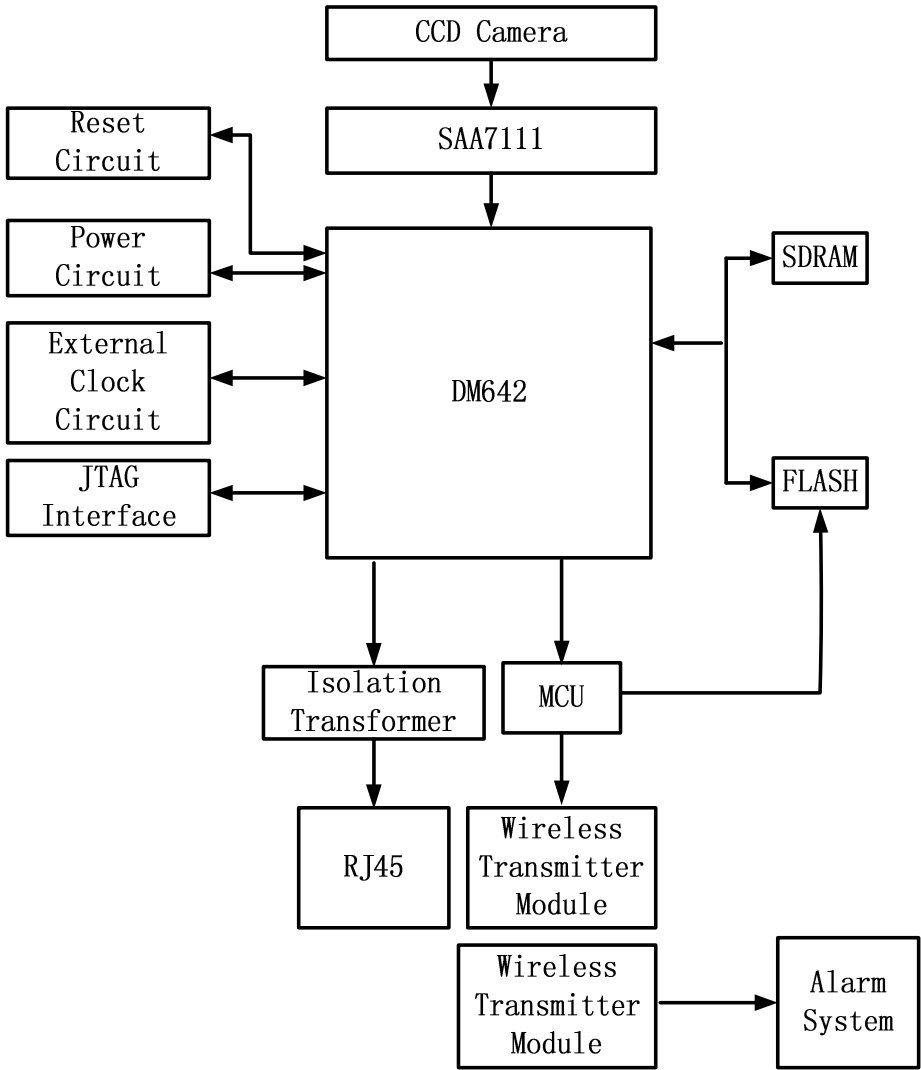 CCD Camera
SAA7111
Reset
Circuit
Power
Circuit
External
Clock
Circuit
JTAG
Interface
DM642
SDRAM
FLASH
Isolation
Transformer
MCU
RJ45
Wireless
Transmitter
Module
Wireless
Transmitter
Module
Alarm
System